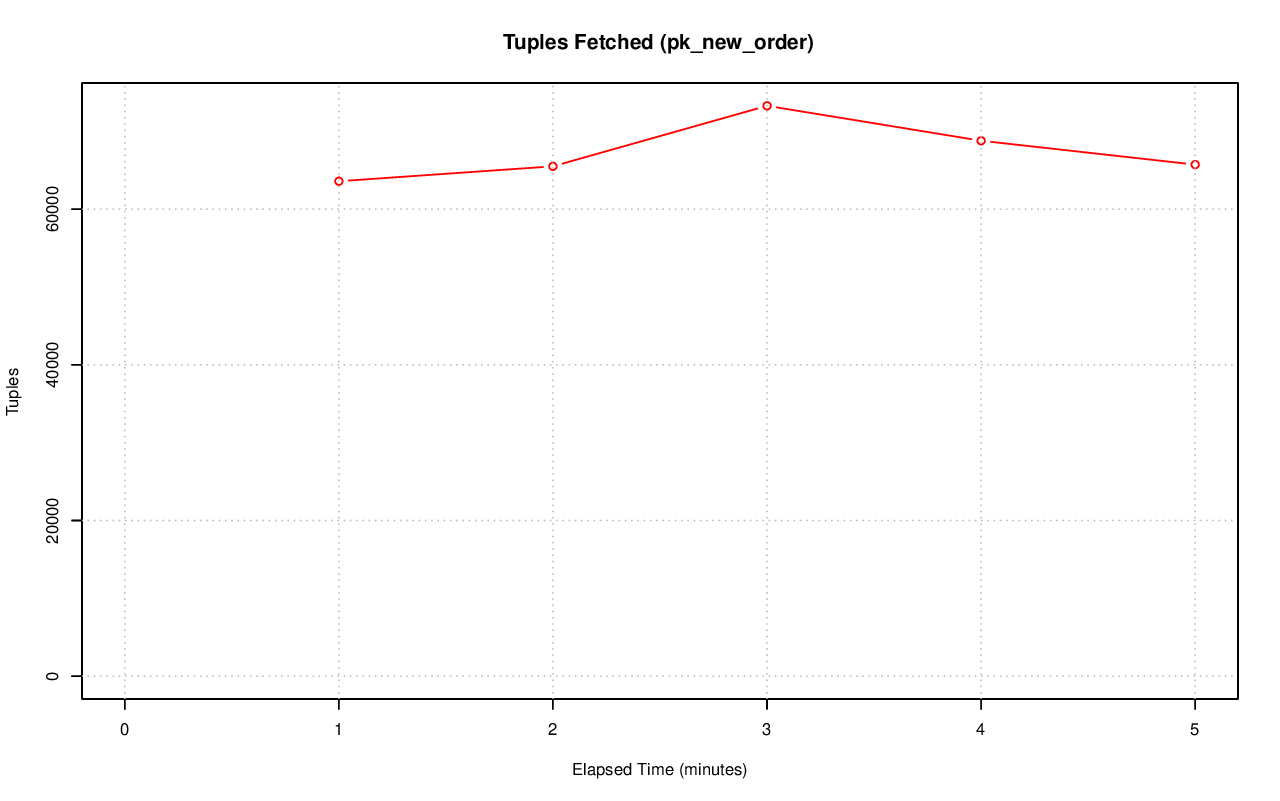 Tuples Fetched (pk_new_order)
Tuples
60000
40000
20000
0
0 1 2 3 4 5
Elapsed Time (minutes)